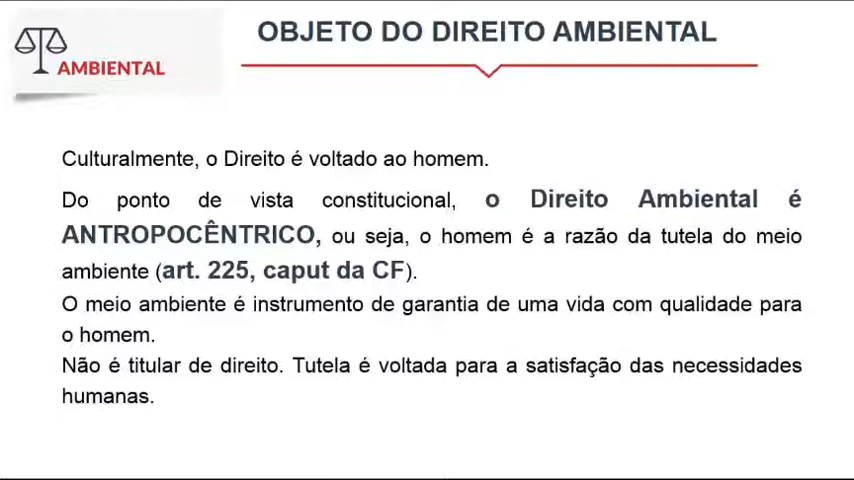 OBJETO DO DIREITO AMBIENTAL
AMBIENTAL
Culturalmente, o Direito é voltado ao homem.
Do ponto de vista constitucional, o Direito Ambiental é
ANTROPOCÊNTRICO, ou seja, o homem é a razão da tutela do meio
ambiente (art. 225, caput da CF).
O meio ambiente é instrumento de garantia de uma vida com qualidade para
o homem.
Não é titular de direito. Tutela é voltada para a satisfação das necessidades
humanas.